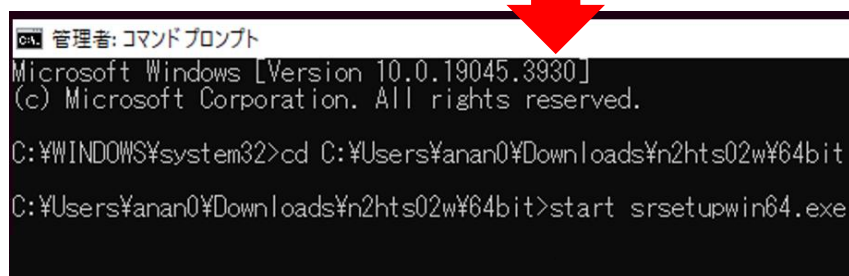 管理者: コマンド プロンプト
Microsoft Windows [Version 10.0.19045.3930]
(c) Microsoft Corporation. All rights reserved.
C:¥WINDOWS¥system32>cd C:¥Users¥anan0¥Downloads¥n2hts02w¥64bit
C:¥Users¥anan0¥Downloads¥n2hts02w¥64bit>start srsetupwin64.exe